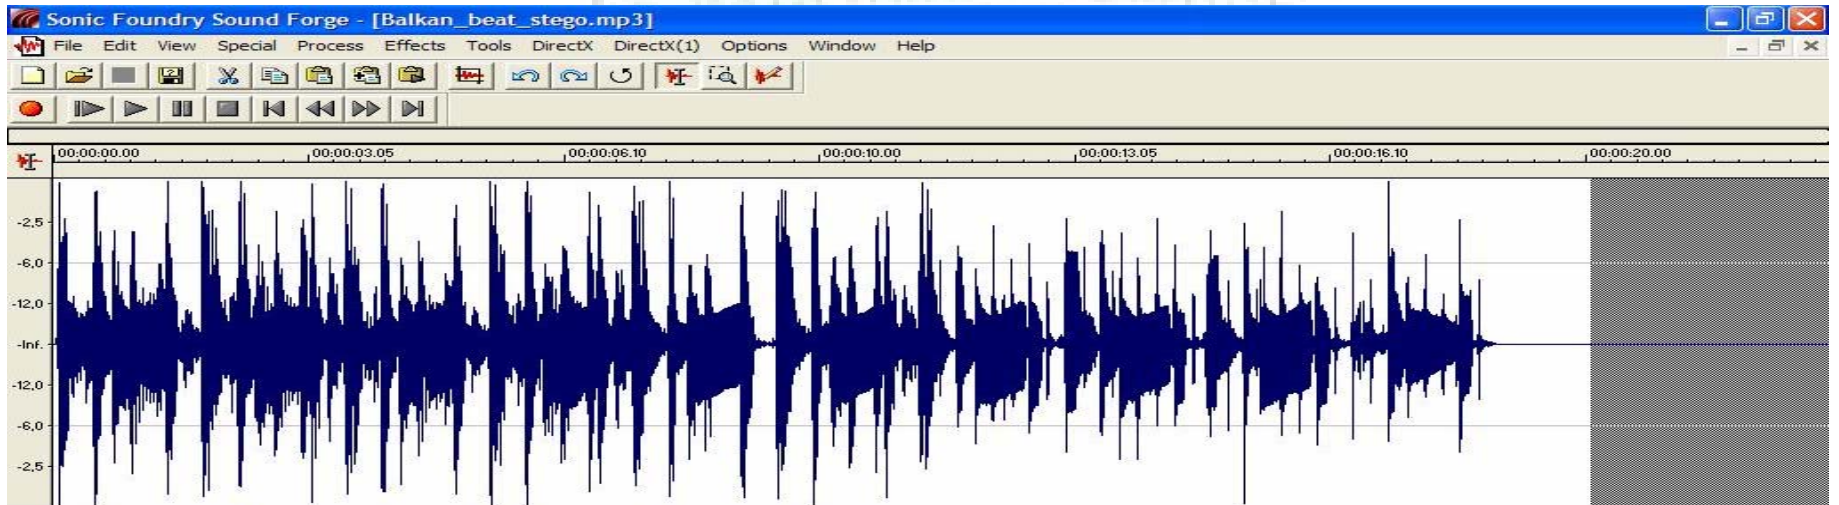 Sonic Foundry Sound Forge - [Balkan_beat_stego.mp3]
File Edit View Special Process Effects Tools DirectX DirectX(1) Options Window Help
00:00:00.00 00:00:03.05 00:00:06.10 00:00:10.00 00:00:13.05 00:00:16.10 00:00:20.00
-2,5
-6,0
-12,0
-Inf.
-12,0
-6,0
-2,5